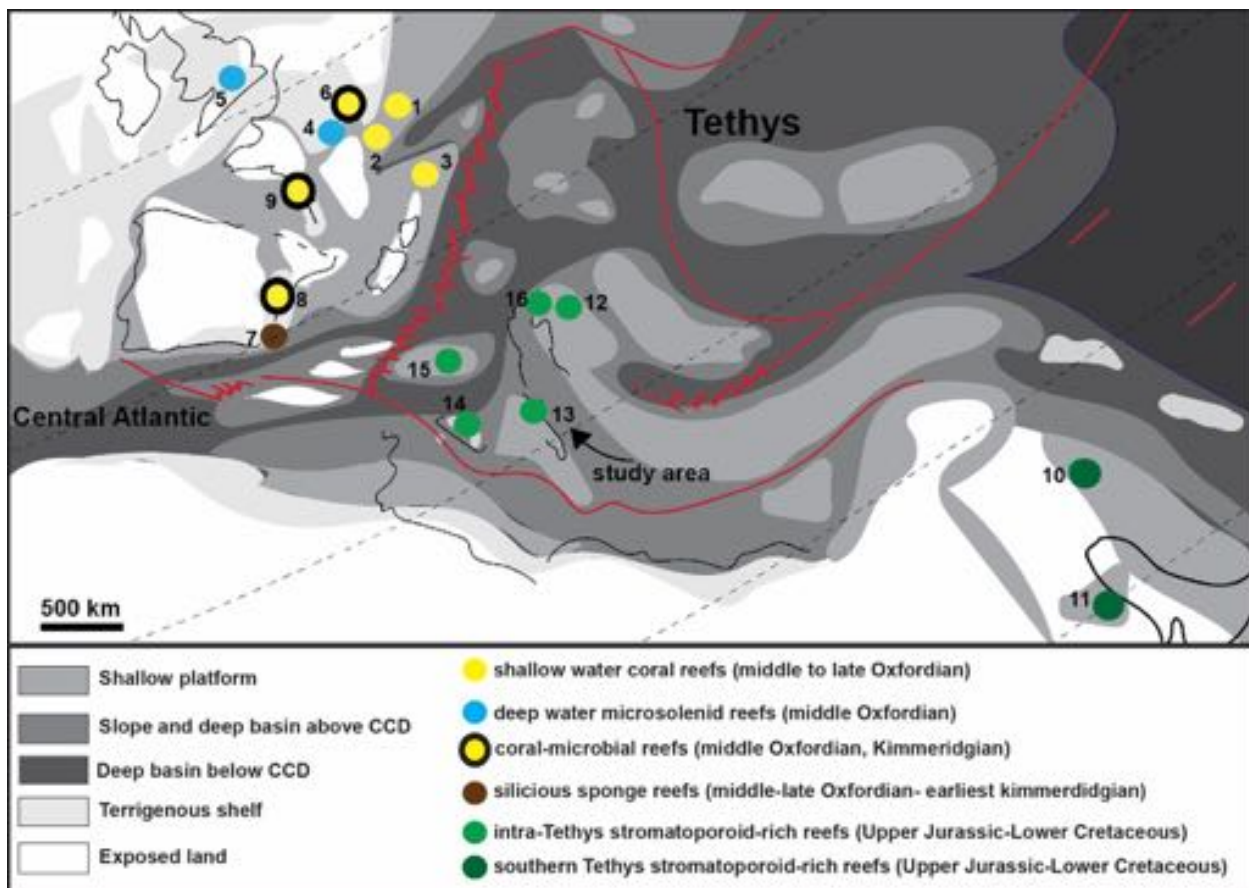 Tethys
5
6
1
4
2
3
9
8
7
16
12
15
14
13
Central Atlantic
study area
10
11
500 km
Shallow platform
Slope and deep basin above CCD
Deep basin below CCD
Terrigenous shelf
Exposed land
shallow water coral reefs (middle to late Oxfordian)
deep water microsolenid reefs (middle Oxfordian)
coral-microbial reefs (middle Oxfordian, Kimmeridgian)
silicious sponge reefs (middle-late Oxfordian- earliest kimmerdidgian)
intra-Tethys stromatoporoid-rich reefs (Upper Jurassic-Lower Cretaceous)
southern Tethys stromatoporoid-rich reefs (Upper Jurassic-Lower Cretaceous)